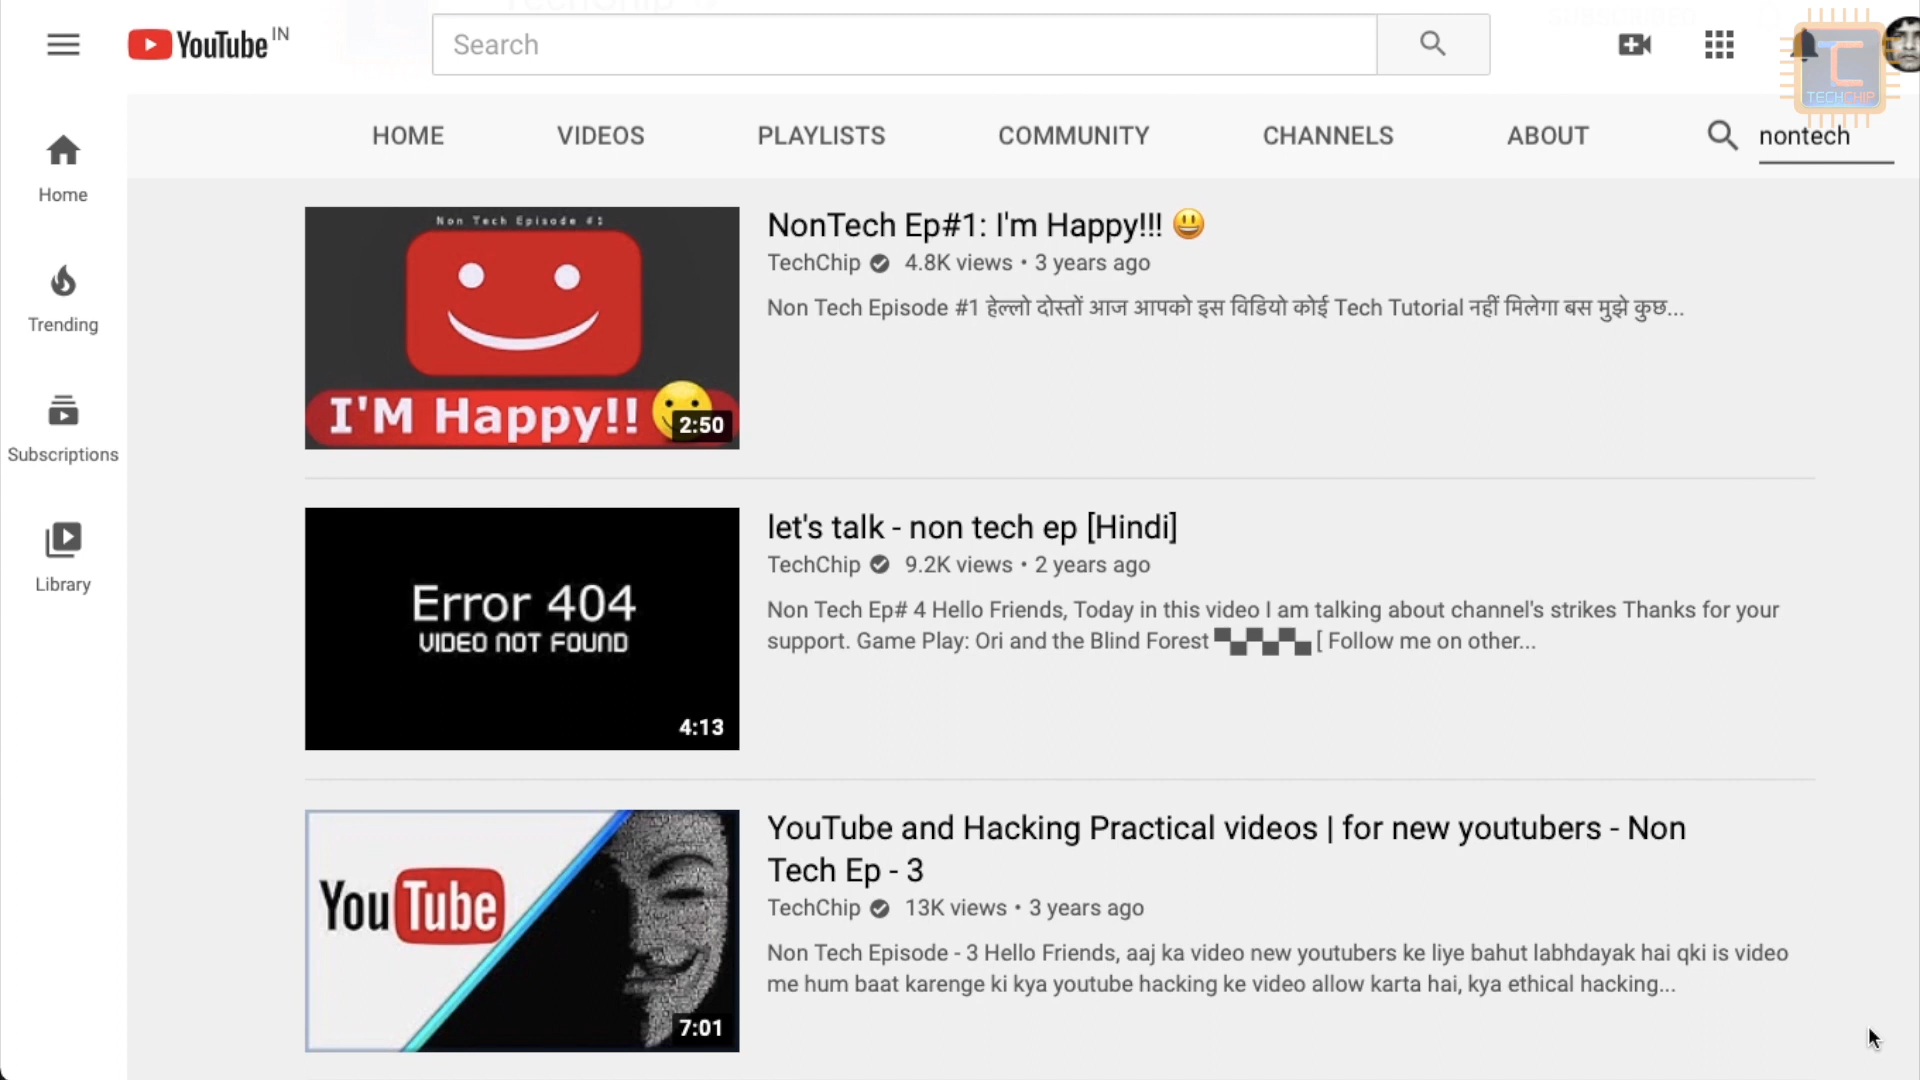 YouTube IN
Search
TECHCHIP
HOME VIDEOS PLAYLISTS COMMUNITY CHANNELS ABOUT nontech
Home
Trending
Subscriptions
Library
Non Tech Episode #1
I'M Happy!!
2:50
NonTech Ep#1: I'm Happy!!! 😃
TechChip 4.8K views • 3 years ago
Non Tech Episode #1 हेल्लो दोस्तों आज आपको इस विडियो कोई Tech Tutorial नहीं मिलेगा बस मुझे कुछ...
Error 404
VIDEO NOT FOUND
4:13
let's talk - non tech ep [Hindi]
TechChip 9.2K views • 2 years ago
Non Tech Ep# 4 Hello Friends, Today in this video I am talking about channel's strikes Thanks for your
support. Game Play: Ori and the Blind Forest ▀▄▀▄▀▄ [ Follow me on other...
YouTube
7:01
YouTube and Hacking Practical videos | for new youtubers - Non
Tech Ep - 3
TechChip 13K views • 3 years ago
Non Tech Episode - 3 Hello Friends, aaj ka video new youtubers ke liye bahut labhdayak hai qki is video
me hum baat karenge ki kya youtube hacking ke video allow karta hai, kya ethical hacking...